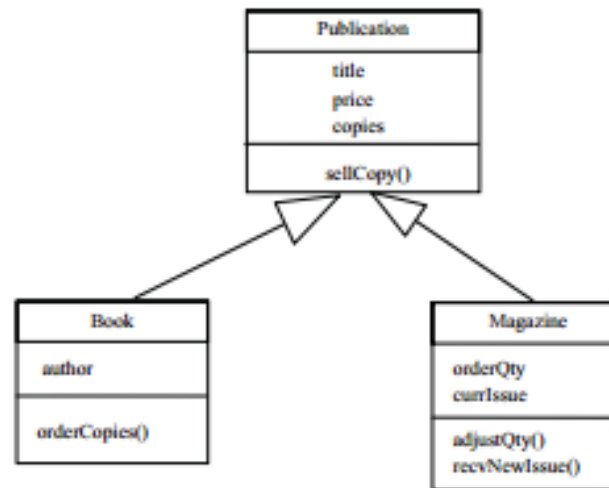 Publication
title
price
copies
sellCopy()
Book
author
orderCopies()
Magazine
orderQty
currIssue
adjustQty()
recvNewIssue()